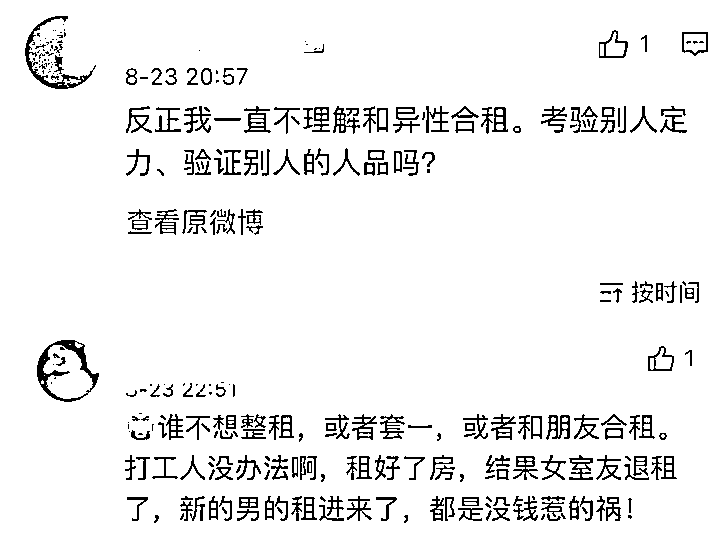 1
8-23 20:57
反正我一直不理解和异性合租。考验别人定
力、验证别人的人品吗？
查看原微博
按时间
1
8-23 22:51
谁不想整租，或者套一，或者和朋友合租。
打工人没办法啊，租好了房，结果女室友退租
了，新的男的租进来了，都是没钱惹的祸！